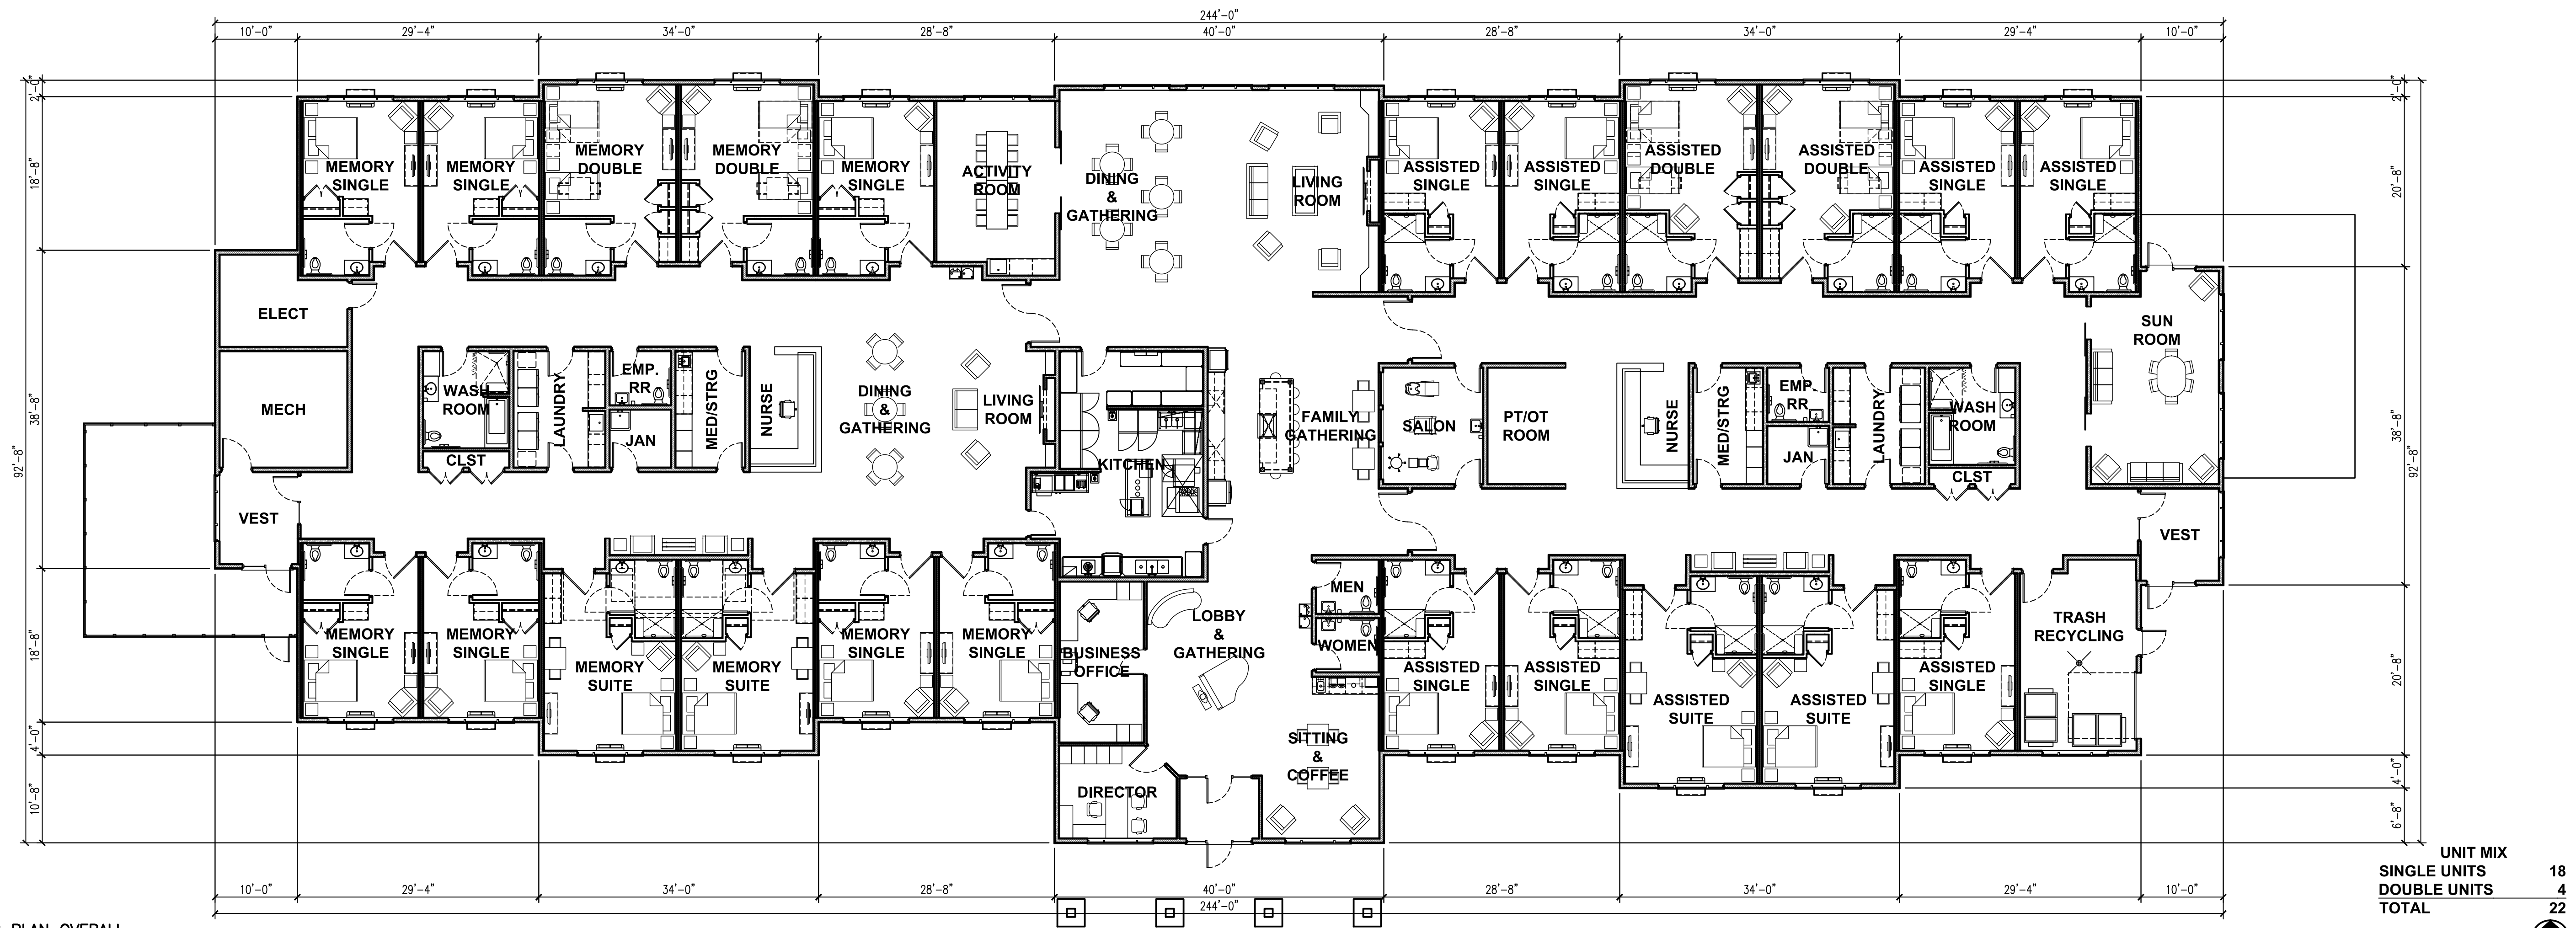 244'-0"
10'-0" 29'-4" 34'-0" 28'-8" 40'-0" 28'-8" 34'-0" 29'-4" 10'-0"
2'-0"
18'-8"
38'-8"
92'-8"
18'-8"
4'-0"
10'-8"
MEMORY
SINGLE
MEMORY
SINGLE
MEMORY
DOUBLE
MEMORY
DOUBLE
MEMORY
SINGLE
ACTIVITY
ROOM
DINING
&
GATHERING
LIVING
ROOM
ASSISTED
SINGLE
ASSISTED
SINGLE
ASSISTED
DOUBLE
ASSISTED
DOUBLE
ASSISTED
SINGLE
ASSISTED
SINGLE
2'-0"
20'-8"
38'-8"
92'-8"
20'-8"
4'-0"
6'-8"
ELECT
MECH
WASH
ROOM
CLST
LAUNDRY
EMP.
RR
JAN
MED/STRG
NURSE
DINING
&
GATHERING
LIVING
ROOM
KITCHEN
FAMILY
GATHERING
SALON
PT/OT
ROOM
NURSE
MED/STRG
EMP.
RR
JAN
LAUNDRY
WASH
ROOM
CLST
SUN
ROOM
VEST
VEST
MEMORY
SINGLE
MEMORY
SINGLE
MEMORY
SUITE
MEMORY
SUITE
MEMORY
SINGLE
MEMORY
SINGLE
BUSINESS
OFFICE
LOBBY
&
GATHERING
MEN
WOMEN
SITTING
&
COFFEE
DIRECTOR
ASSISTED
SINGLE
ASSISTED
SINGLE
ASSISTED
SUITE
ASSISTED
SUITE
ASSISTED
SINGLE
TRASH
RECYCLING
10'-0" 29'-4" 34'-0" 28'-8" 40'-0" 28'-8" 34'-0" 29'-4" 10'-0"
244'-0"
UNIT MIX
SINGLE UNITS 18
DOUBLE UNITS 4
TOTAL 22
PLAN OVERALL